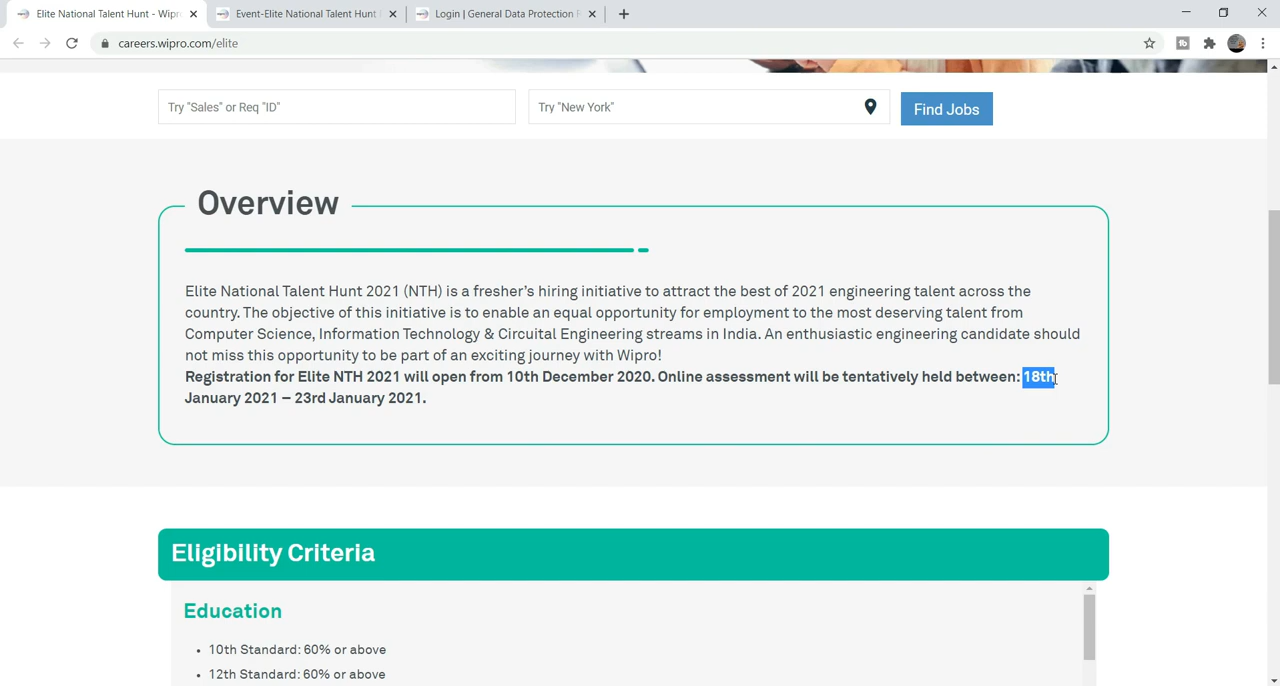 Elite National Talent Hunt - Wipr
Event-Elite National Talent Hunt
Login | General Data Protection
careers.wipro.com/elite
Try "Sales" or Req "ID"
Try "New York"
Find Jobs
Overview
Elite National Talent Hunt 2021 (NTH) is a fresher's hiring initiative to attract the best of 2021 engineering talent across the
country. The objective of this initiative is to enable an equal opportunity for employment to the most deserving talent from
Computer Science, Information Technology & Circuital Engineering streams in India. An enthusiastic engineering candidate should
not miss this opportunity to be part of an exciting journey with Wipro!
Registration for Elite NTH 2021 will open from 10th December 2020. Online assessment will be tentatively held between: 18th
January 2021 – 23rd January 2021.
Eligibility Criteria
Education
• 10th Standard: 60% or above
• 12th Standard: 60% or above